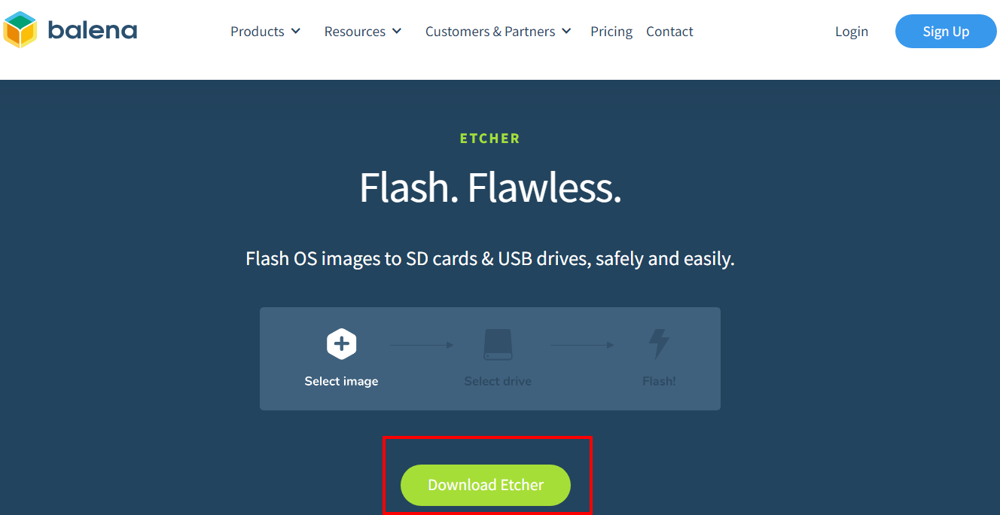 balena
Products Resources Customers & Partners Pricing Contact Login Sign Up
ETCHER
Flash. Flawless.
Flash OS images to SD cards & USB drives, safely and easily.
Select image Select drive Flash!
Download Etcher